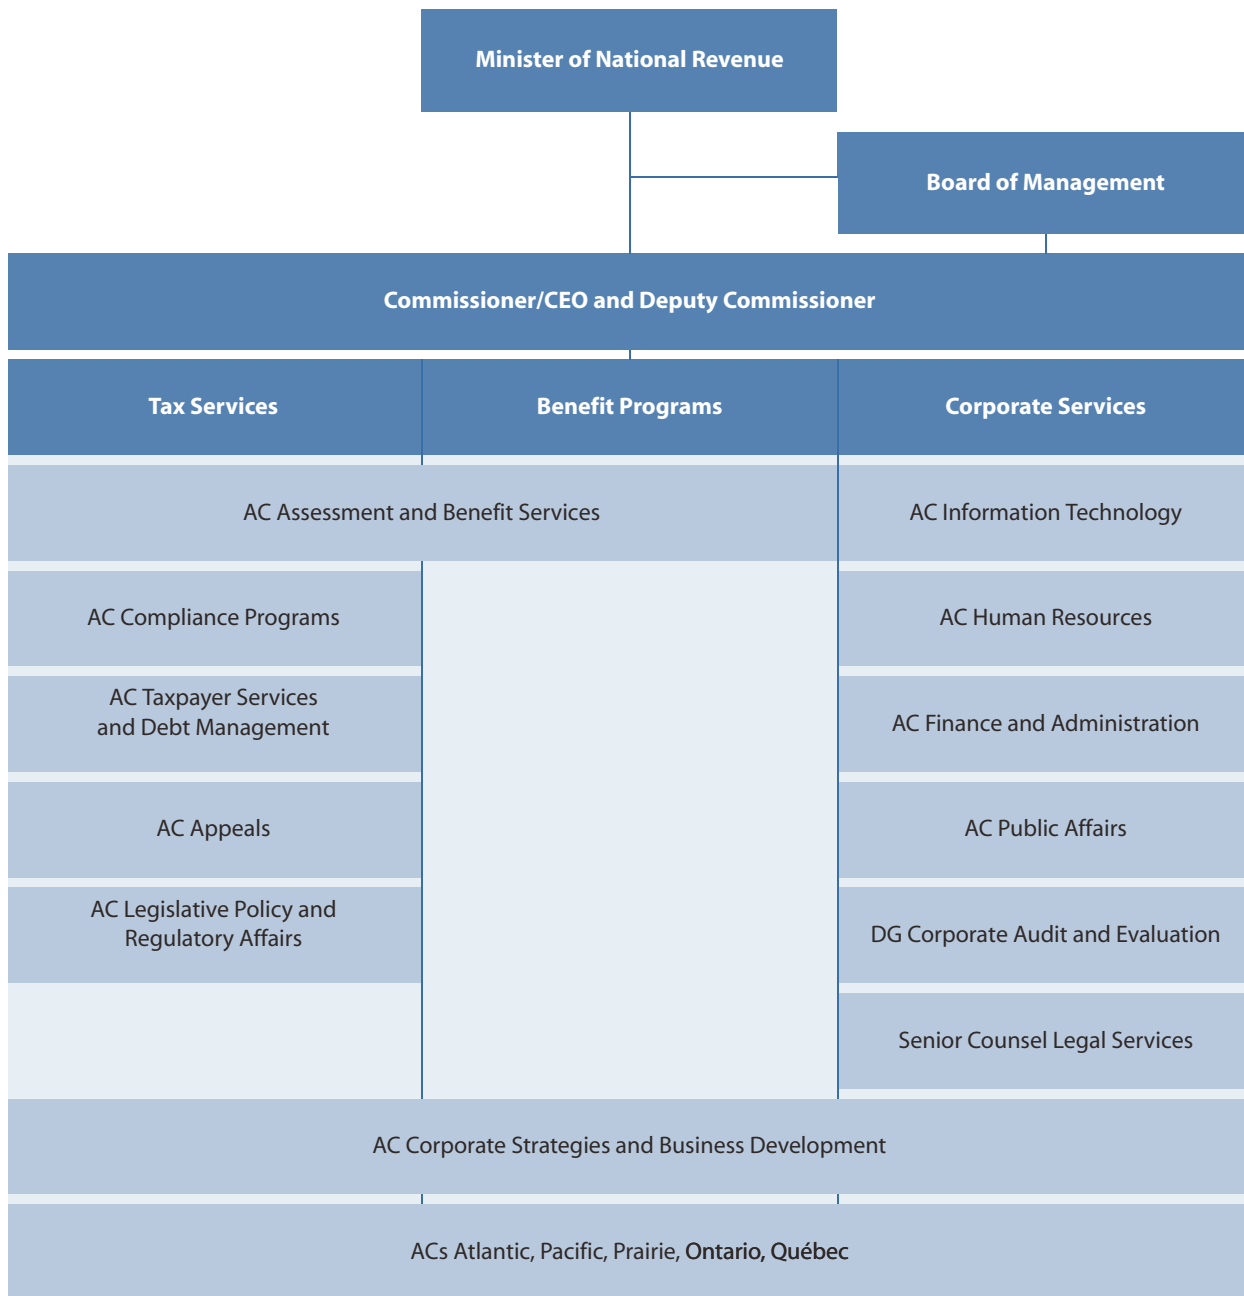 Minister of National Revenue
Board of Management
Commissioner/CEO and Deputy Commissioner
Tax Services
Benefit Programs
Corporate Services
AC Assessment and Benefit Services
AC Information Technology
AC Compliance Programs
AC Human Resources
AC Taxpayer Services
and Debt Management
AC Finance and Administration
AC Appeals
AC Public Affairs
AC Legislative Policy and
Regulatory Affairs
DG Corporate Audit and Evaluation
Senior Counsel Legal Services
AC Corporate Strategies and Business Development
ACs Atlantic, Pacific, Prairie, Ontario, Québec